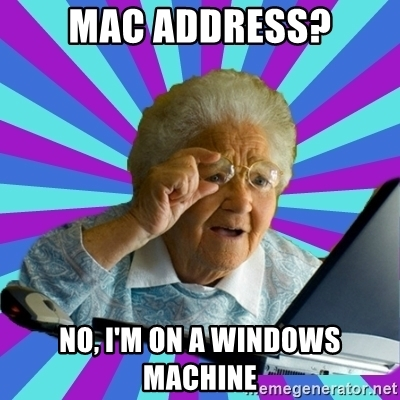 MAC ADDRESS?
NO, I'M ON A WINDOWS
MACHINE
memegenerator.net